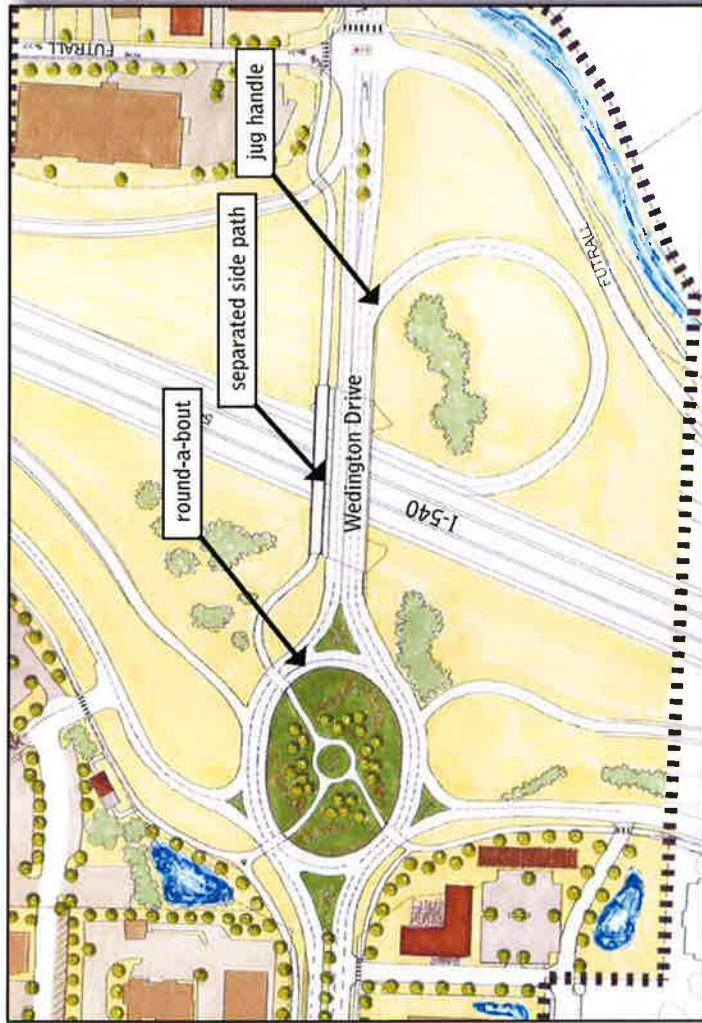 FUTRALL
jug handle
separated side path
round-a-bout
Wedington Drive
FUTRALL
I-540